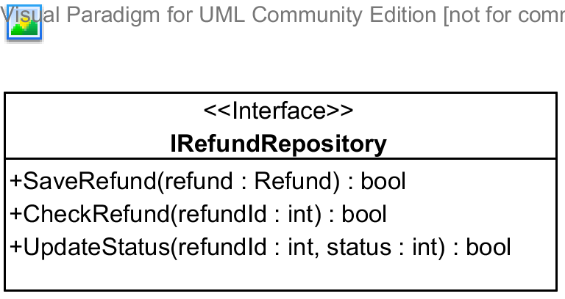 Visual Paradigm for UML Community Edition [not for com
<<Interface>>
IRefundRepository
+SaveRefund(refund : Refund) : bool
+CheckRefund(refundId : int) : bool
+UpdateStatus(refundId : int, status : int) : bool